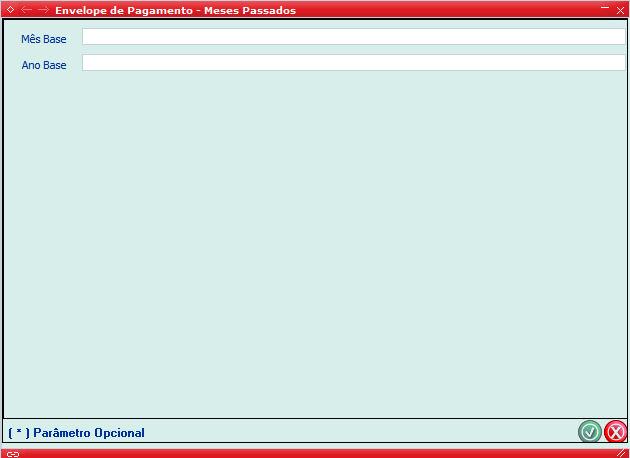 Envelope de Pagamento - Meses Passados
Mês Base
Ano Base
( * ) Parâmetro Opcional